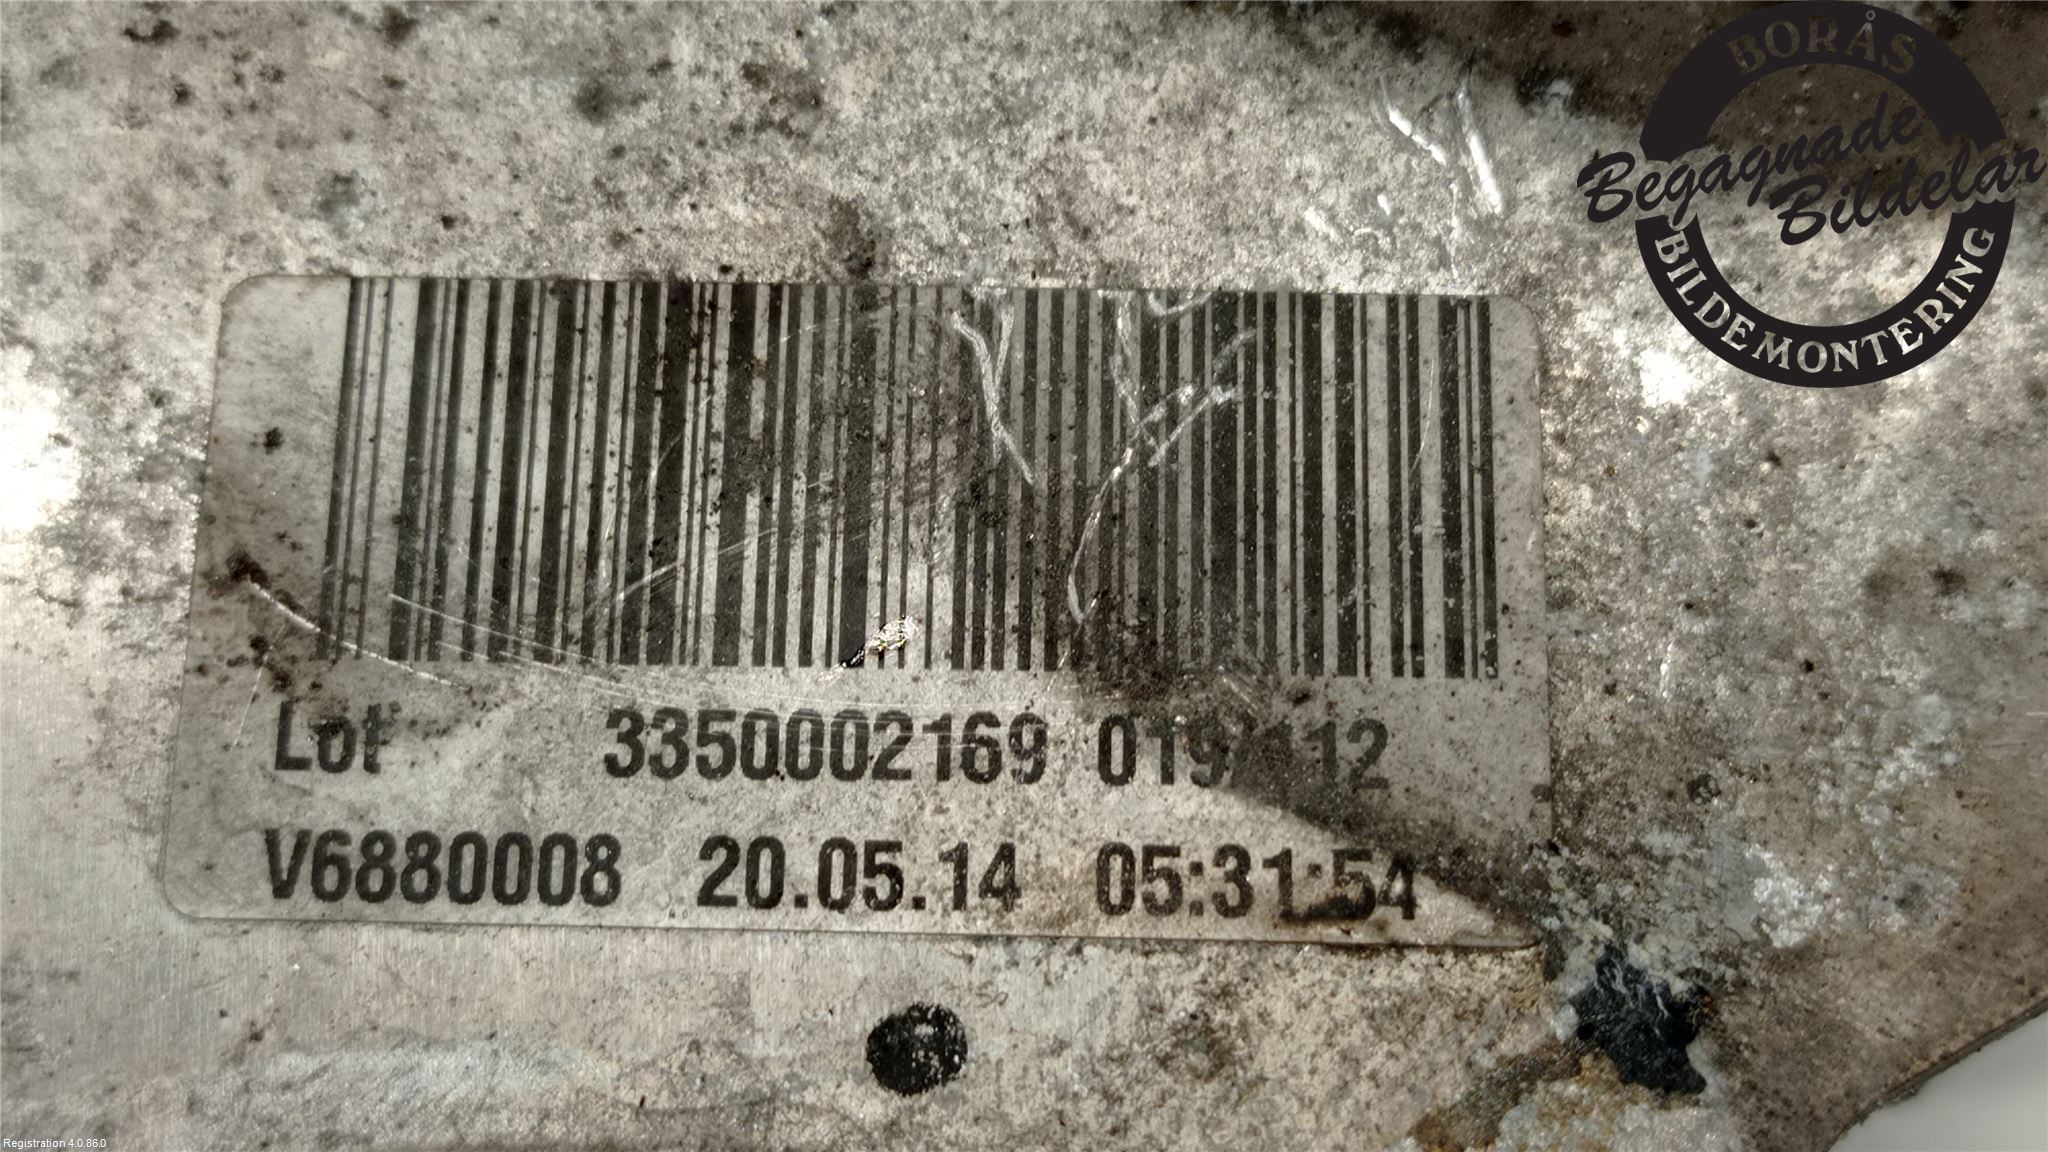 BORÅS
Begagnade
Bildelar
BILDEMONTERING
Lot 3350002169
V6880008 20.05.14 05:31:54
Registration 4.0.86.0